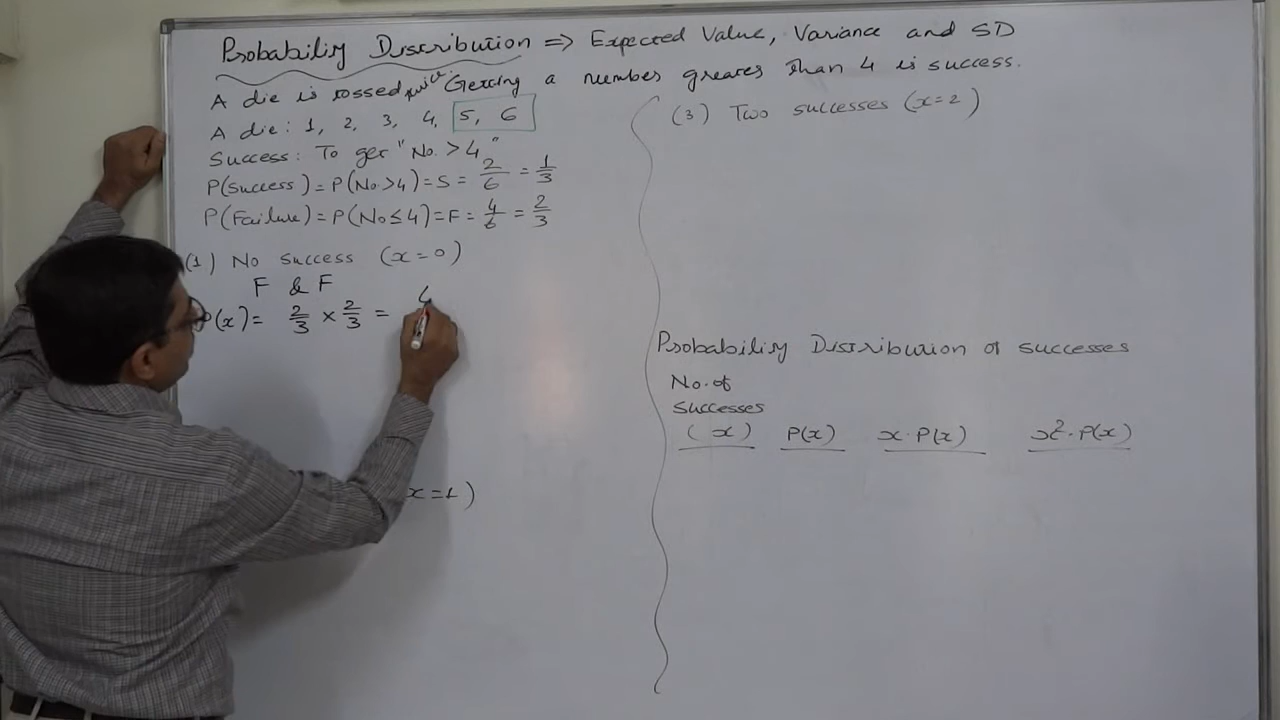 Probability Distribution => Expected Value, Variance and SD
A die is tossed twice Getting a number greater than 4 is success.
A die: 1, 2, 3, 4, 5, 6
Success: To get "No. > 4"
P(Success) = P(No > 4) = S = 2/6 = 1/3
P(Failure) = P(No ≤ 4) = F = 4/6 = 2/3
(1) No success (x = 0)
F & F
P(x) = 2/3 × 2/3 = 4
x = 1)
(3) Two successes (x = 2)
Probability Distribution of successes
No. of
Successes
(x) P(x) x·P(x) x²·P(x)